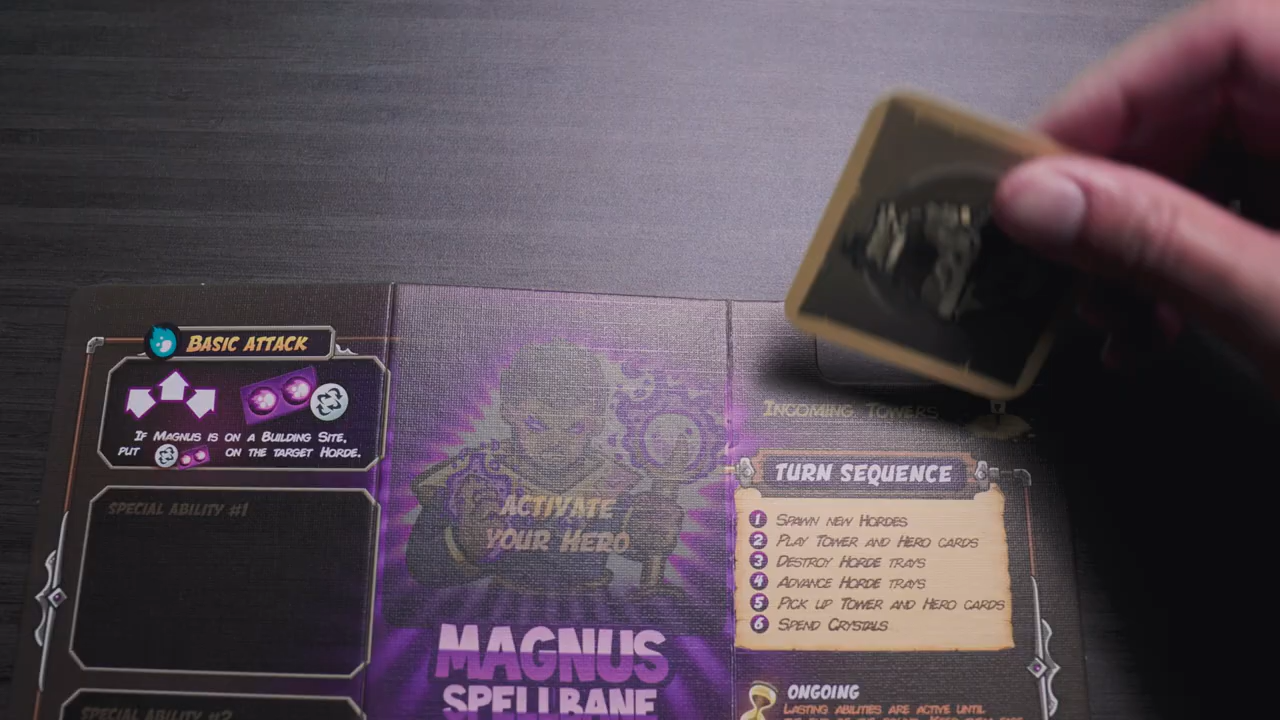 BASIC ATTACK
IF MAGNUS IS ON A BUILDING SITE,
PUT ON THE TARGET HORDE.
SPECIAL ABILITY #1
SPECIAL ABILITY #2
ACTIVATE
YOUR HERO
MAGNUS
SPELLBANE
INCOMING TOWERS
TURN SEQUENCE
1 SPAWN NEW HORDES
2 PLAY TOWER AND HERO CARDS
3 DESTROY HORDE TRAYS
4 ADVANCE HORDE TRAYS
5 PICK UP TOWER AND HERO CARDS
6 SPEND CRYSTALS
ONGOING
LASTING ABILITIES ARE ACTIVE UNTIL